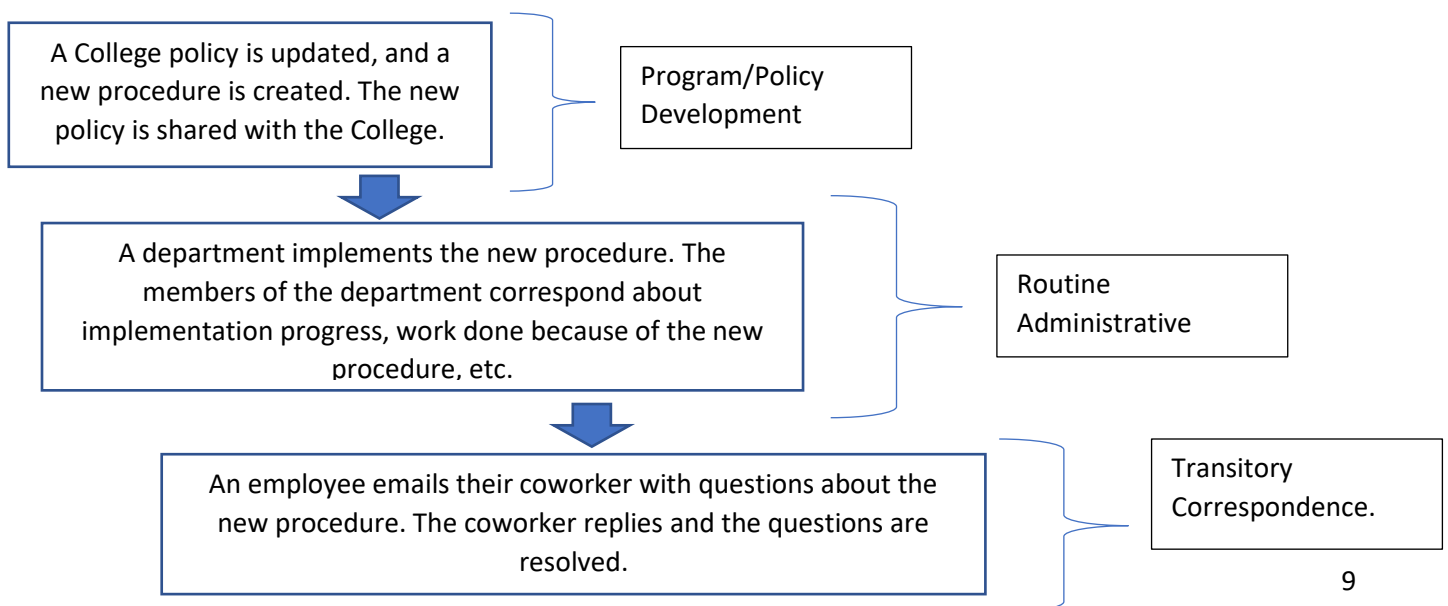 A College policy is updated, and a
new procedure is created. The new
policy is shared with the College.
Program/Policy
Development
A department implements the new procedure. The
members of the department correspond about
implementation progress, work done because of the new
procedure, etc.
Routine
Administrative
An employee emails their coworker with questions about the
new procedure. The coworker replies and the questions are
resolved.
Transitory
Correspondence.
9